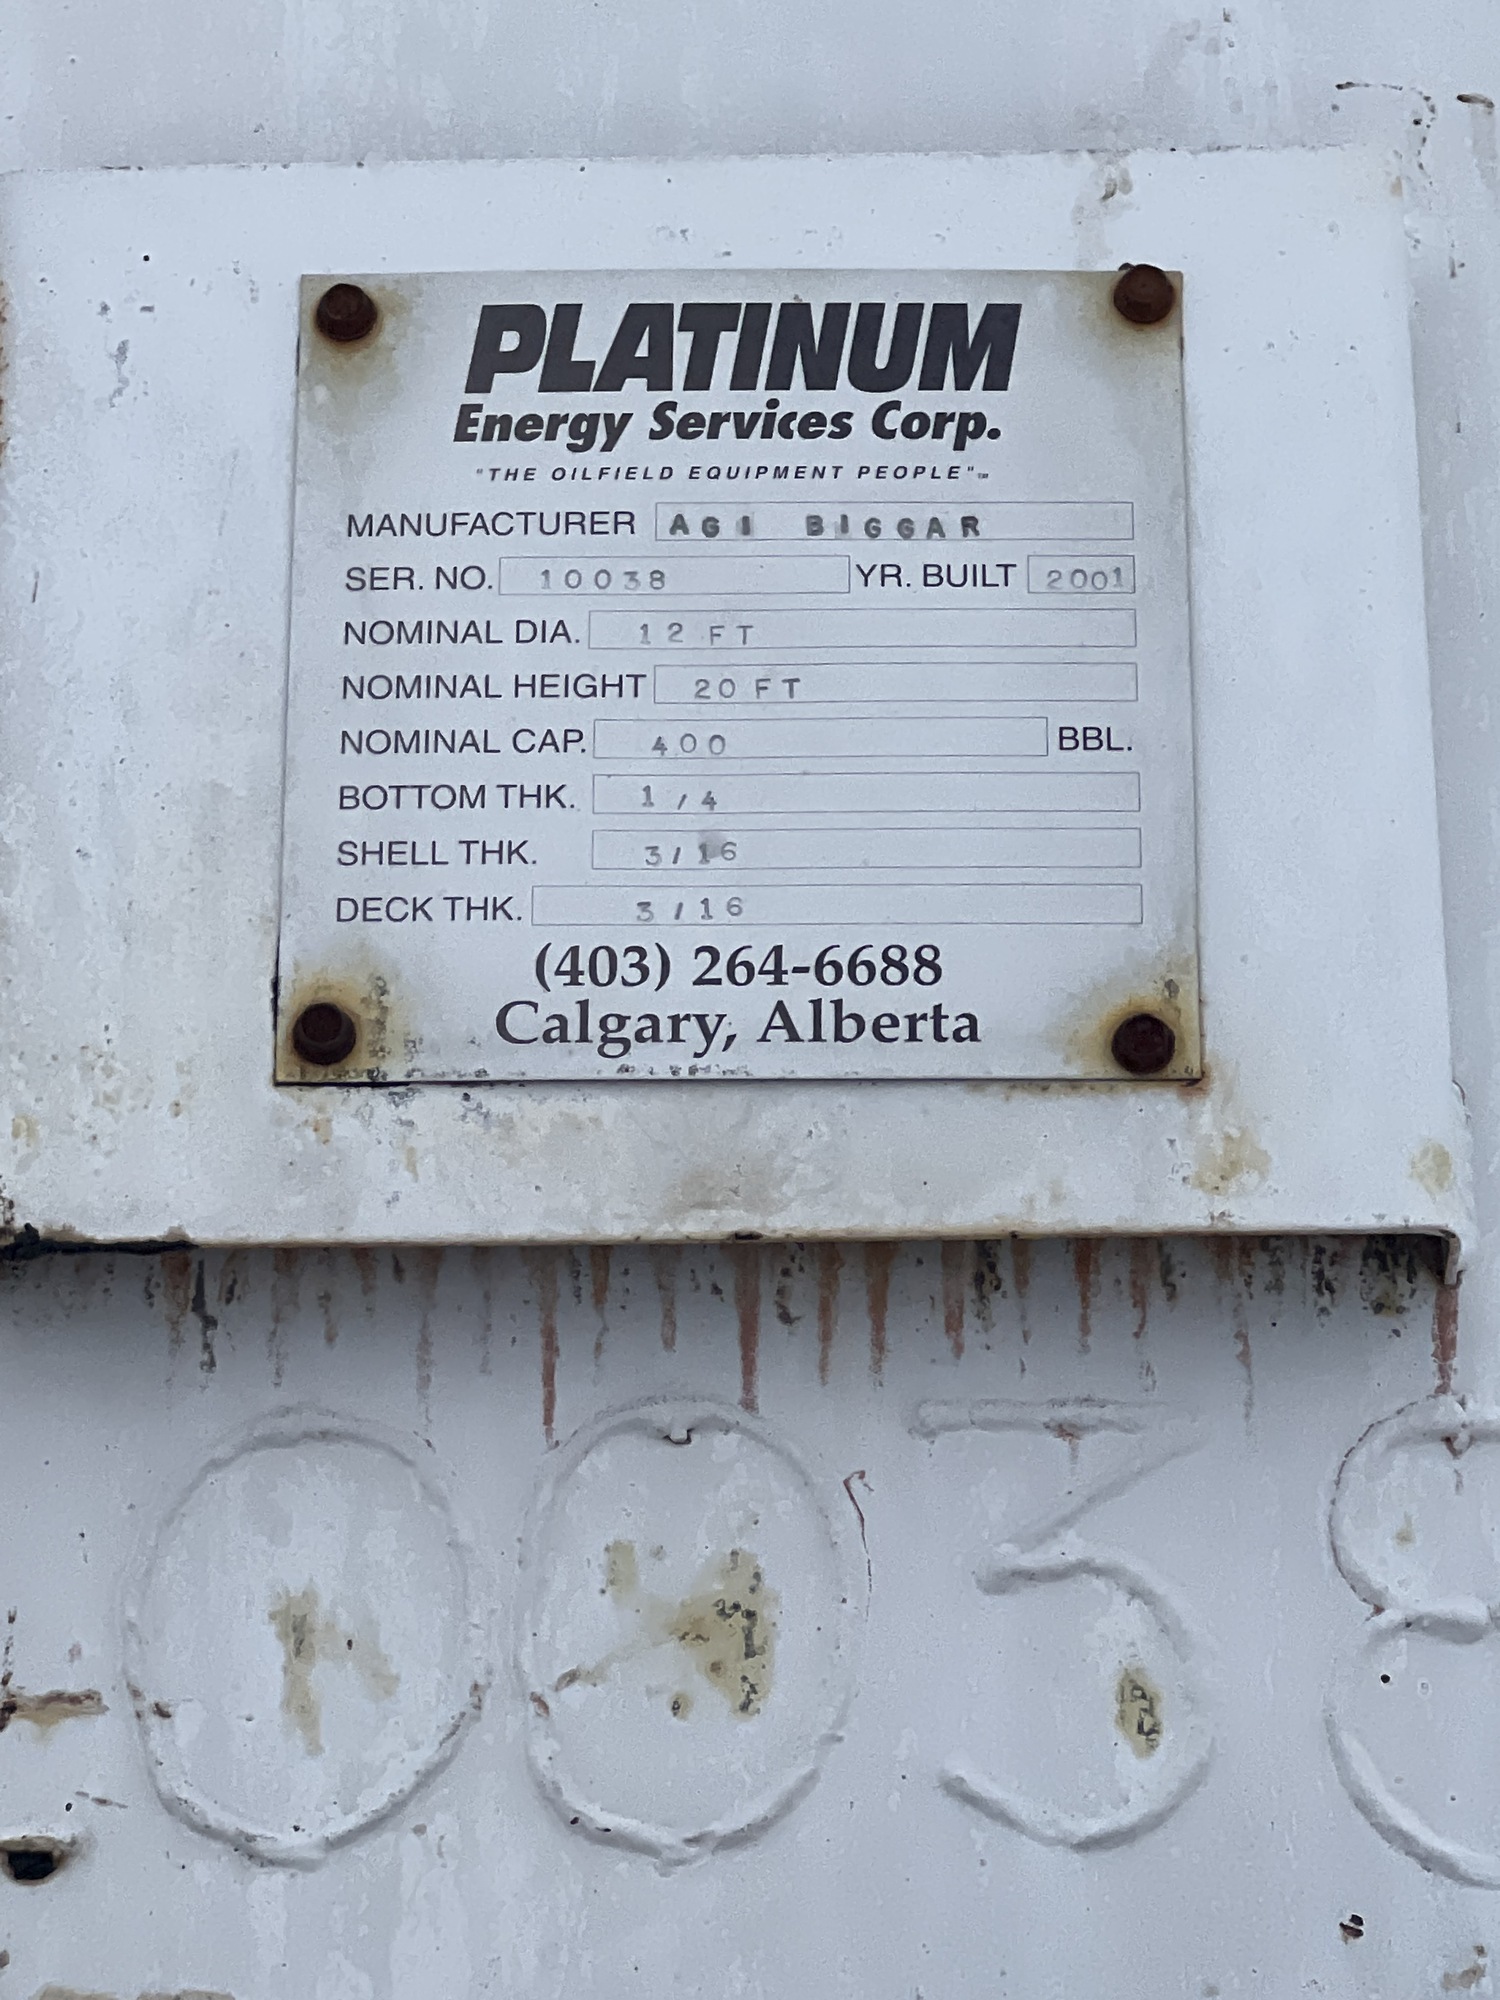 PLATINUM
Energy Services Corp.
"THE OILFIELD EQUIPMENT PEOPLE"™
MANUFACTURER AGI BIGGAR
SER. NO. 10038 YR. BUILT 2001
NOMINAL DIA. 12 FT
NOMINAL HEIGHT 20 FT
NOMINAL CAP. 400 BBL.
BOTTOM THK. 1/4
SHELL THK. 3/16
DECK THK. 3/16
(403) 264-6688
Calgary, Alberta
0038